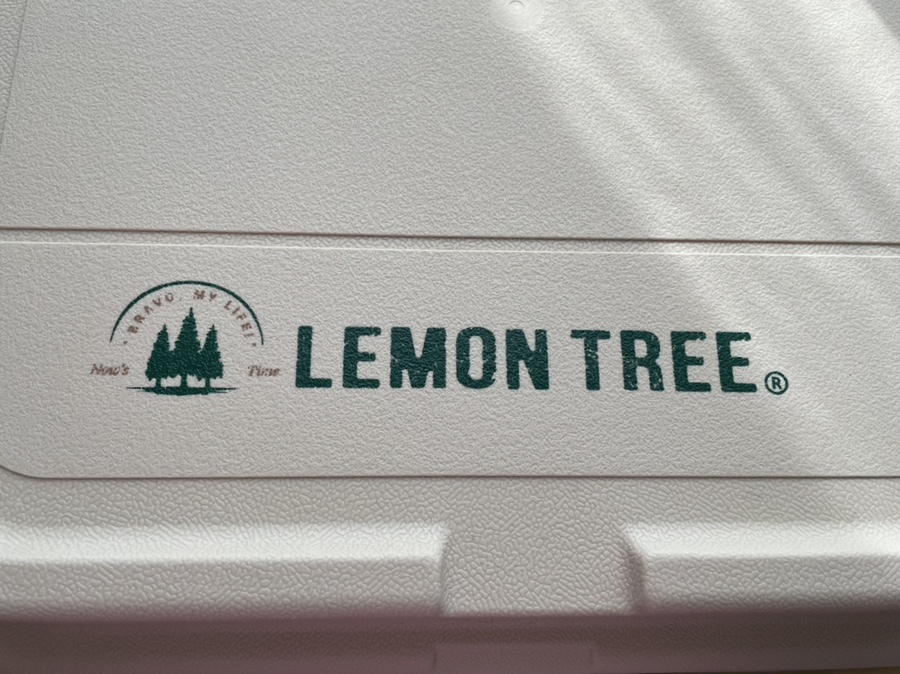 · BRAVO, MY LIFE! ·
Now's Time
LEMON TREE®